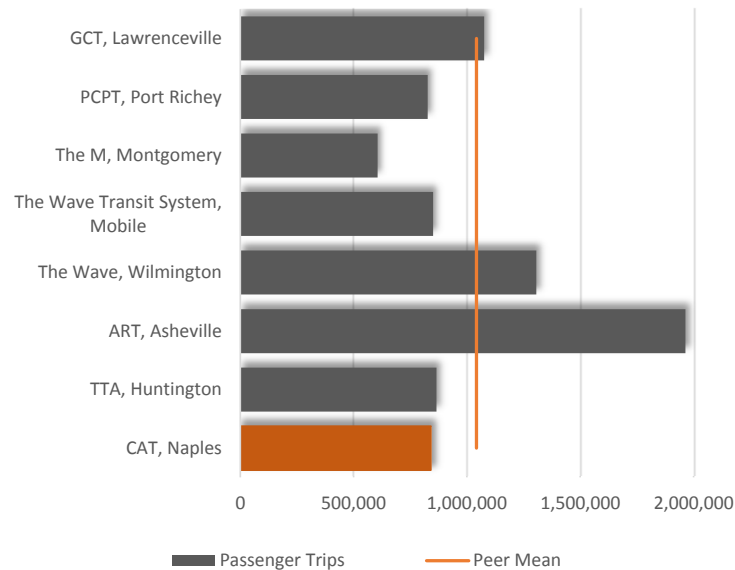 GCT, Lawrenceville
PCPT, Port Richey
The M, Montgomery
The Wave Transit System,
Mobile
The Wave, Wilmington
ART, Asheville
TTA, Huntington
CAT, Naples
0 500,000 1,000,000 1,500,000 2,000,000
Passenger Trips Peer Mean